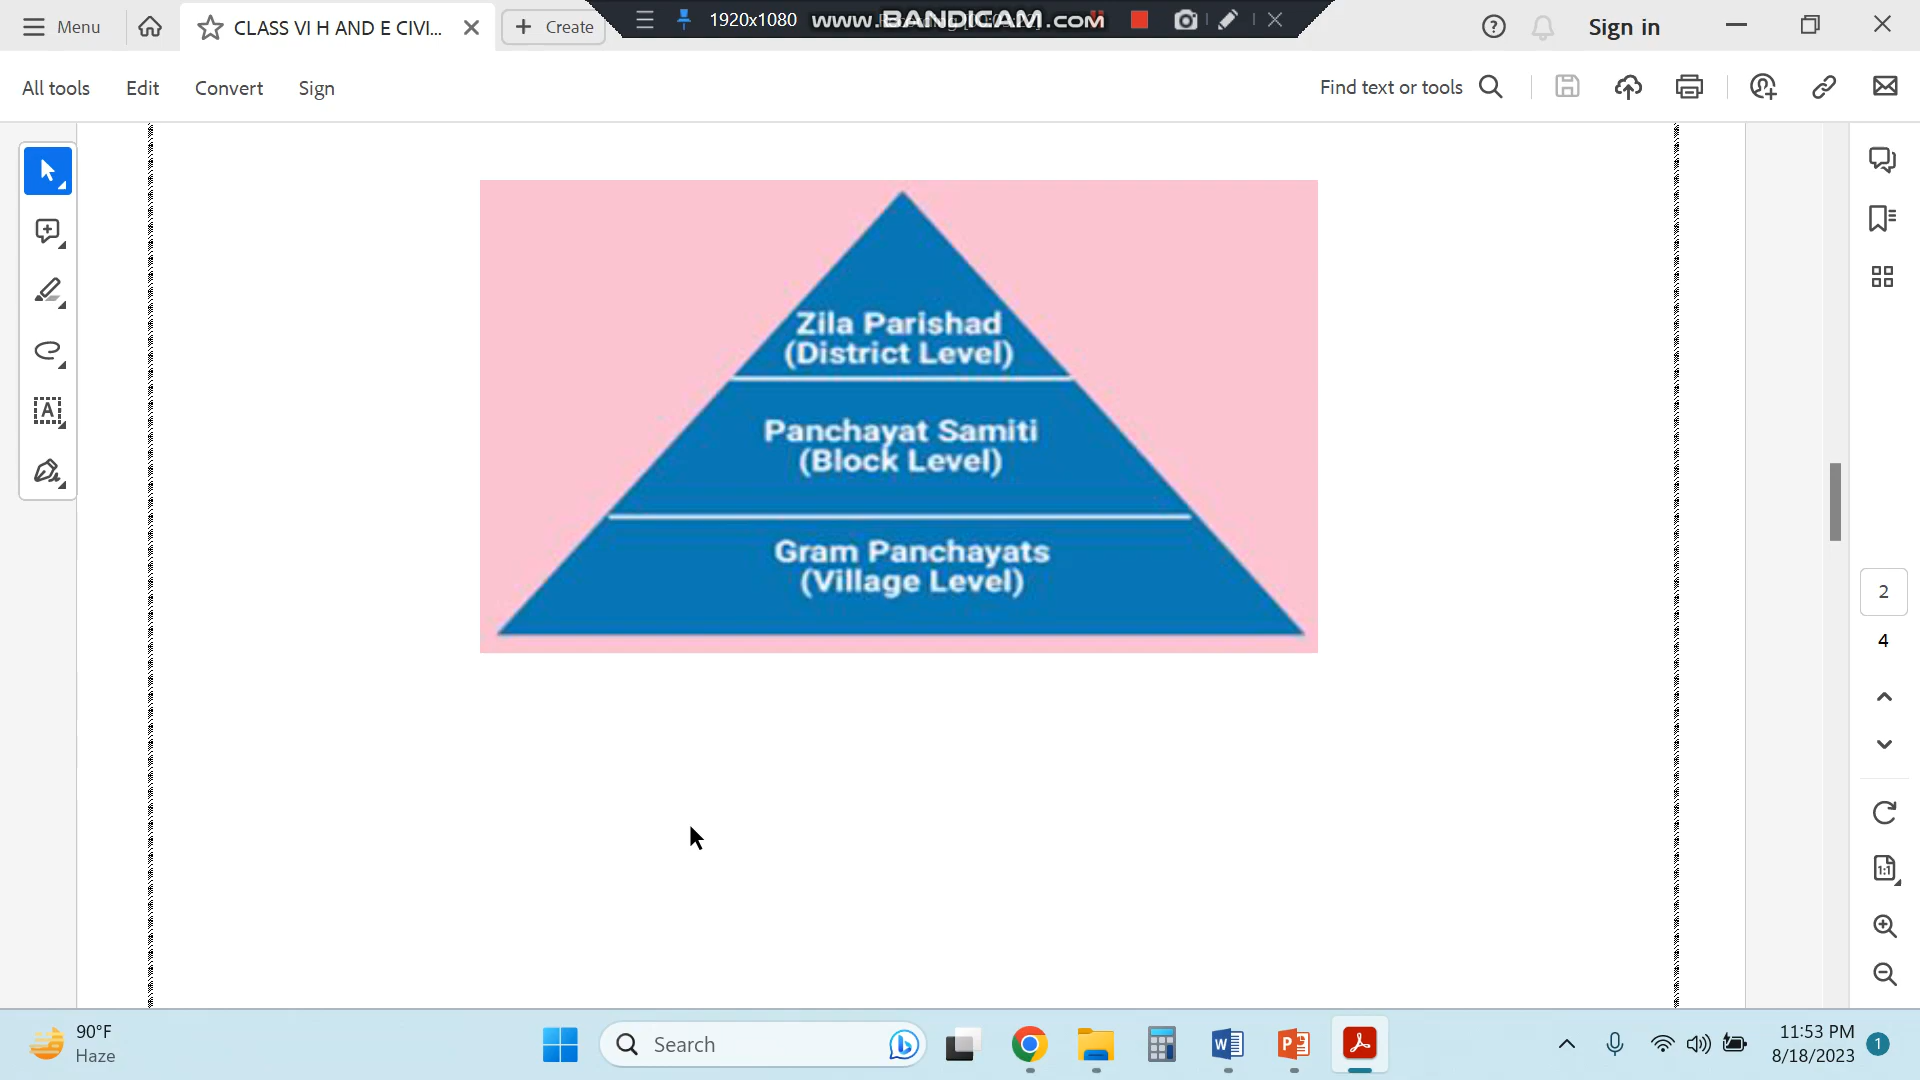 Menu
CLASS VI H AND E CIVI...
Create
1920x1080
www.BANDICAM.com
Sign in
All tools
Edit
Convert
Sign
Find text or tools
Zila Parishad
(District Level)
Panchayat Samiti
(Block Level)
Gram Panchayats
(Village Level)
2
4
90°F
Haze
Search
11:53 PM
8/18/2023
1